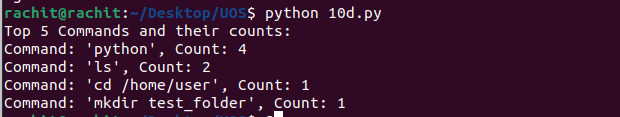 rachit@rachit:~/Desktop/UOS$ python 10d.py
Top 5 Commands and their counts:
Command: 'python', Count: 4
Command: 'ls', Count: 2
Command: 'cd /home/user', Count: 1
Command: 'mkdir test_folder', Count: 1